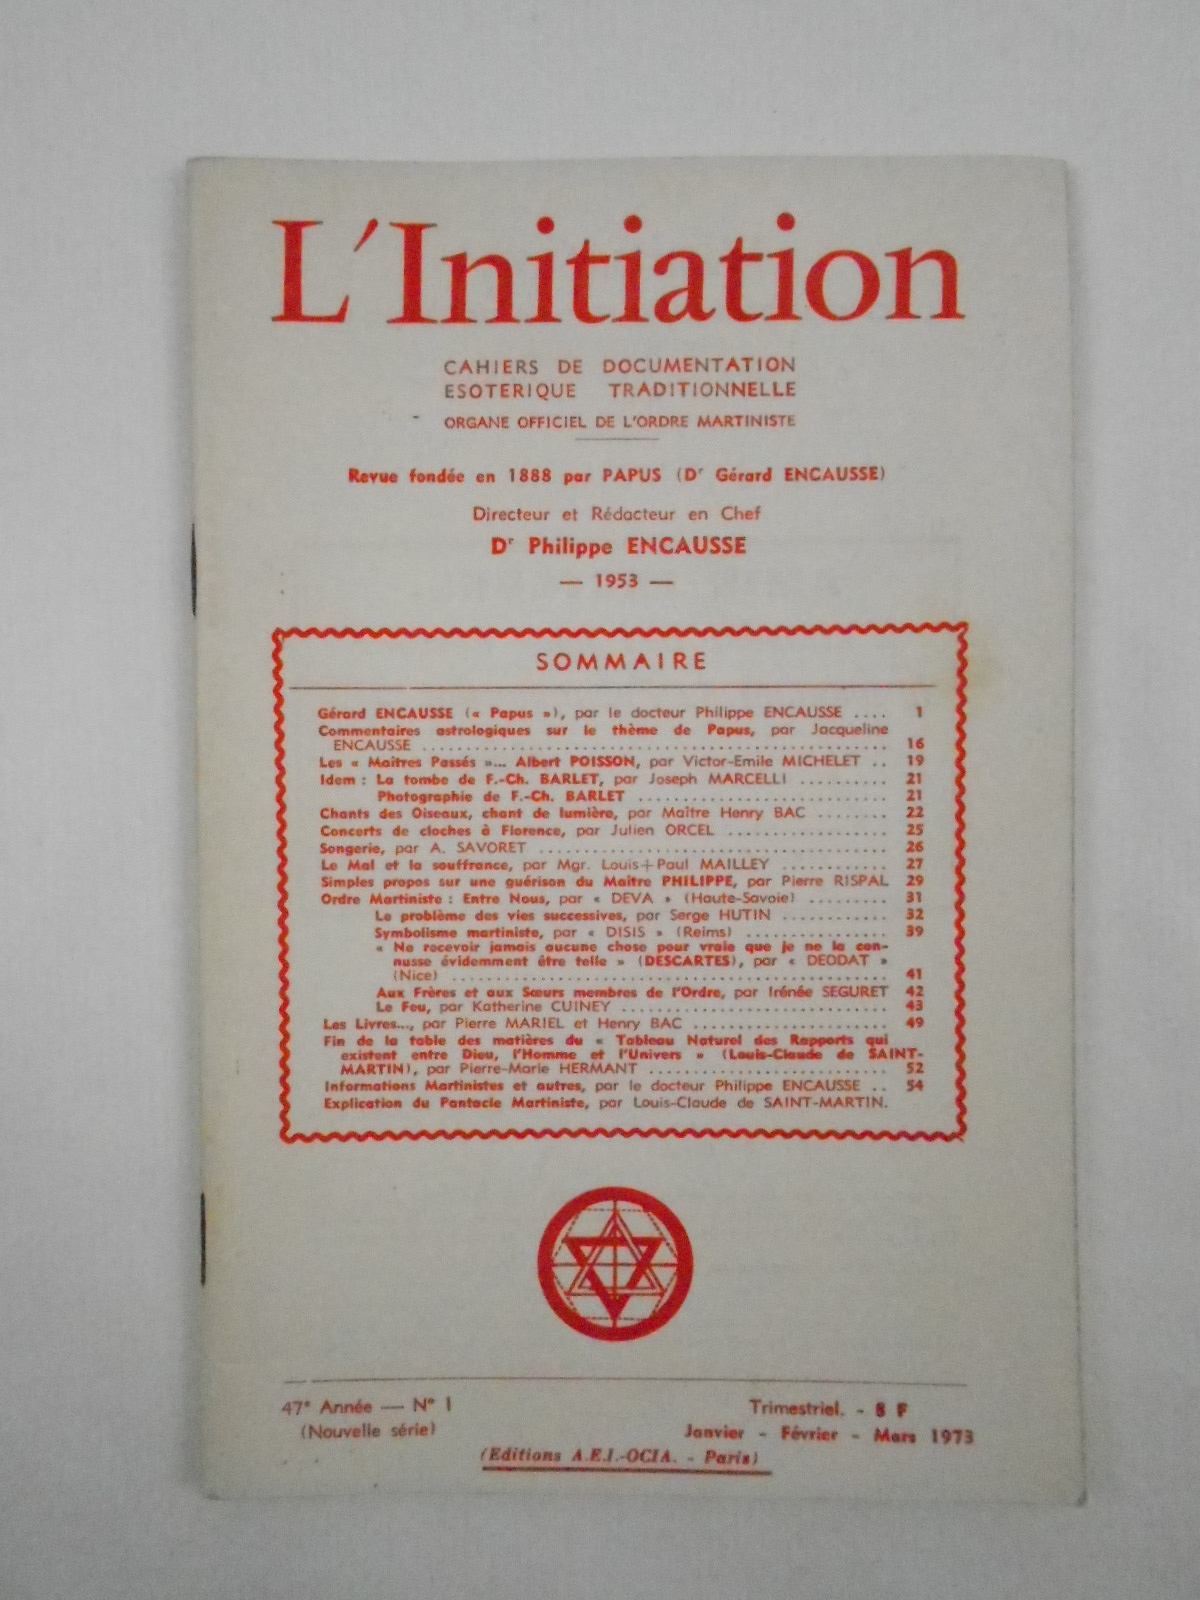 L'Initiation
CAHIERS DE DOCUMENTATION
ESOTERIQUE TRADITIONNELLE
ORGANE OFFICIEL DE L'ORDRE MARTINISTE
Revue fondée en 1888 par PAPUS (Dr Gérard ENCAUSSE)
Directeur et Rédacteur en Chef
Dr Philippe ENCAUSSE
— 1953 —
SOMMAIRE
Gérard ENCAUSSE (« Papus »), par le docteur Philippe ENCAUSSE .... 1
Commentaires astrologiques sur le thème de Papus, par Jacqueline
ENCAUSSE .................... 16
Les « Maîtres Passés »... Albert POISSON, par Victor-Emile MICHELET .. 19
Idem : La tombe de F.-Ch. BARLET, par Joseph MARCELLI .......... 21
Photographie de F.-Ch. BARLET .................... 21
Chants des Oiseaux, chant de lumière, par Maître Henry BAC ........ 22
Concerts de cloches à Florence, par Julien ORCEL .................. 25
Songerie, par A. SAVORET .................... 26
Le Mal et la souffrance, par Mgr. Louis+Paul MAILLEY ............ 27
Simples propos sur une guérison du Maître PHILIPPE, par Pierre RISPAL 29
Ordre Martiniste : Entre Nous, par « DEVA » (Haute-Savoie) ......... 31
Le problème des vies successives, par Serge HUTIN ............ 32
Symbolisme martiniste, par « DISIS » (Reims) ................ 39
« Ne recevoir jamais aucune chose pour vraie que je ne la con-
nusse évidemment être telle » (DESCARTES), par « DEODAT »
(Nice) .................... 41
Aux Frères et aux Sœurs membres de l'Ordre, par Irénée SEGURET 42
Le Feu, par Katherine CUINEY .................... 43
Les Livres..., par Pierre MARIEL et Henry BAC .................... 49
Fin de la table des matières du « Tableau Naturel des Rapports qui
existent entre Dieu, l'Homme et l'Univers » (Louis-Claude de SAINT-
MARTIN), par Pierre-Marie HERMANT .................... 52
Informations Martinistes et autres, par le docteur Philippe ENCAUSSE .. 54
Explication du Pantacle Martiniste, par Louis-Claude de SAINT-MARTIN.
47e Année — N° 1
(Nouvelle série)
Trimestriel. - 8 F
Janvier - Février - Mars 1973
(Editions A.E.I.-OCIA. - Paris)